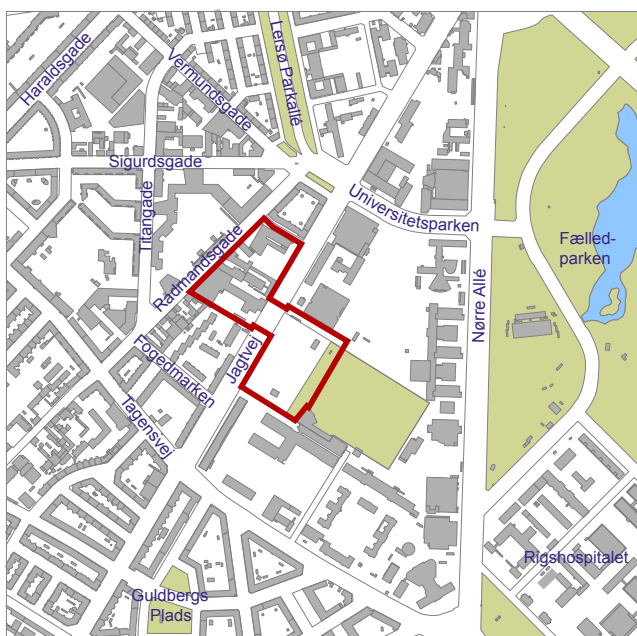 Haraldsgade
Vermundsgade
Lersø Parkallé
Sigurdsgade
Titangade
Universitetsparken
Rådmandsgade
Fælled-
parken
Nørre Allé
Jagtvej
Fogedmarken
Tagensvej
Rigshospitalet
Guldbergs
Plads